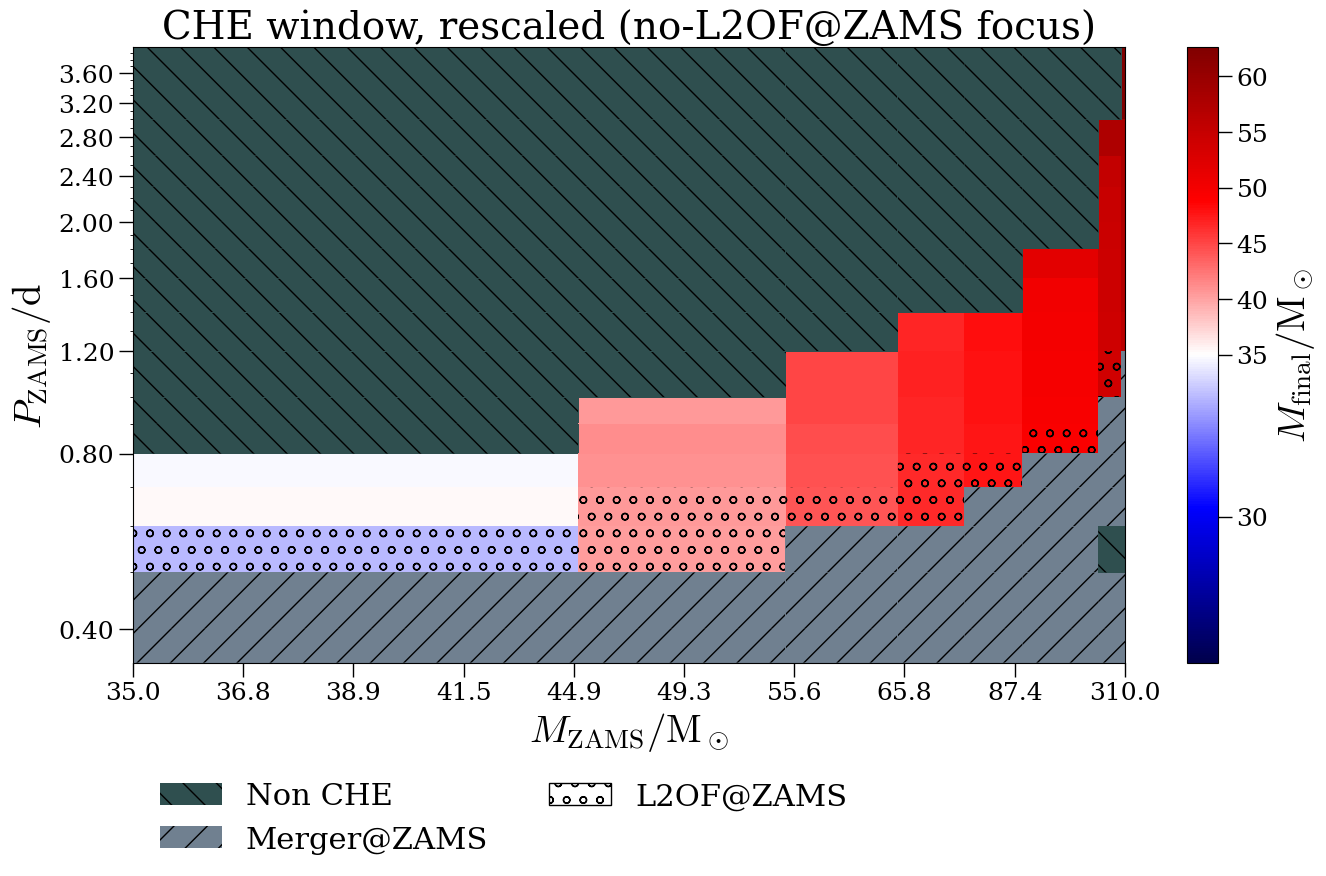 CHE window, rescaled (no-L2OF@ZAMS focus)
3.60
3.20
2.80
2.40
2.00
1.60
1.20
0.80
0.40
P_ZAMS/d
35.0 36.8 38.9 41.5 44.9 49.3 55.6 65.8 87.4 310.0
M_ZAMS/M_⊙
60
55
50
45
40
35
30
M_final/M_⊙
Non CHE
Merger@ZAMS
L2OF@ZAMS